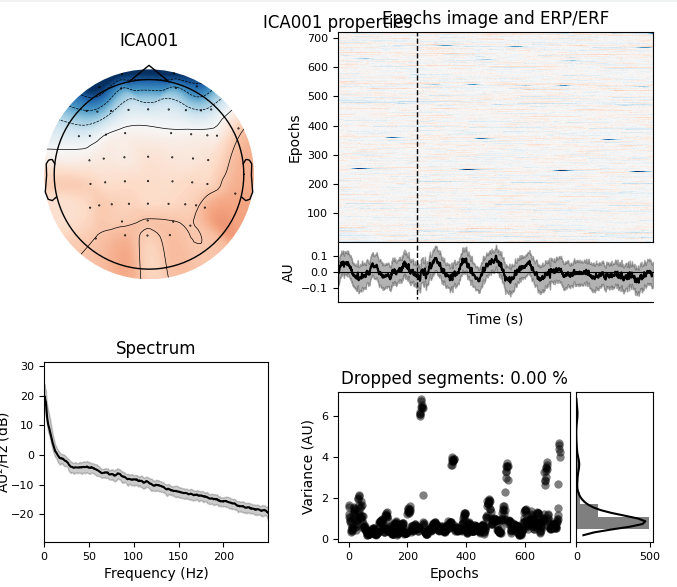 ICA001 properties
ICA001
Epochs image and ERP/ERF
700
600
500
400
300
200
100
Epochs
0.1
0.0
−0.1
AU
Time (s)
Spectrum
30
20
10
0
−10
−20
AU²/Hz (dB)
0 50 100 150 200
Frequency (Hz)
Dropped segments: 0.00 %
6
4
2
0
Variance (AU)
0 200 400 600
Epochs
0 500